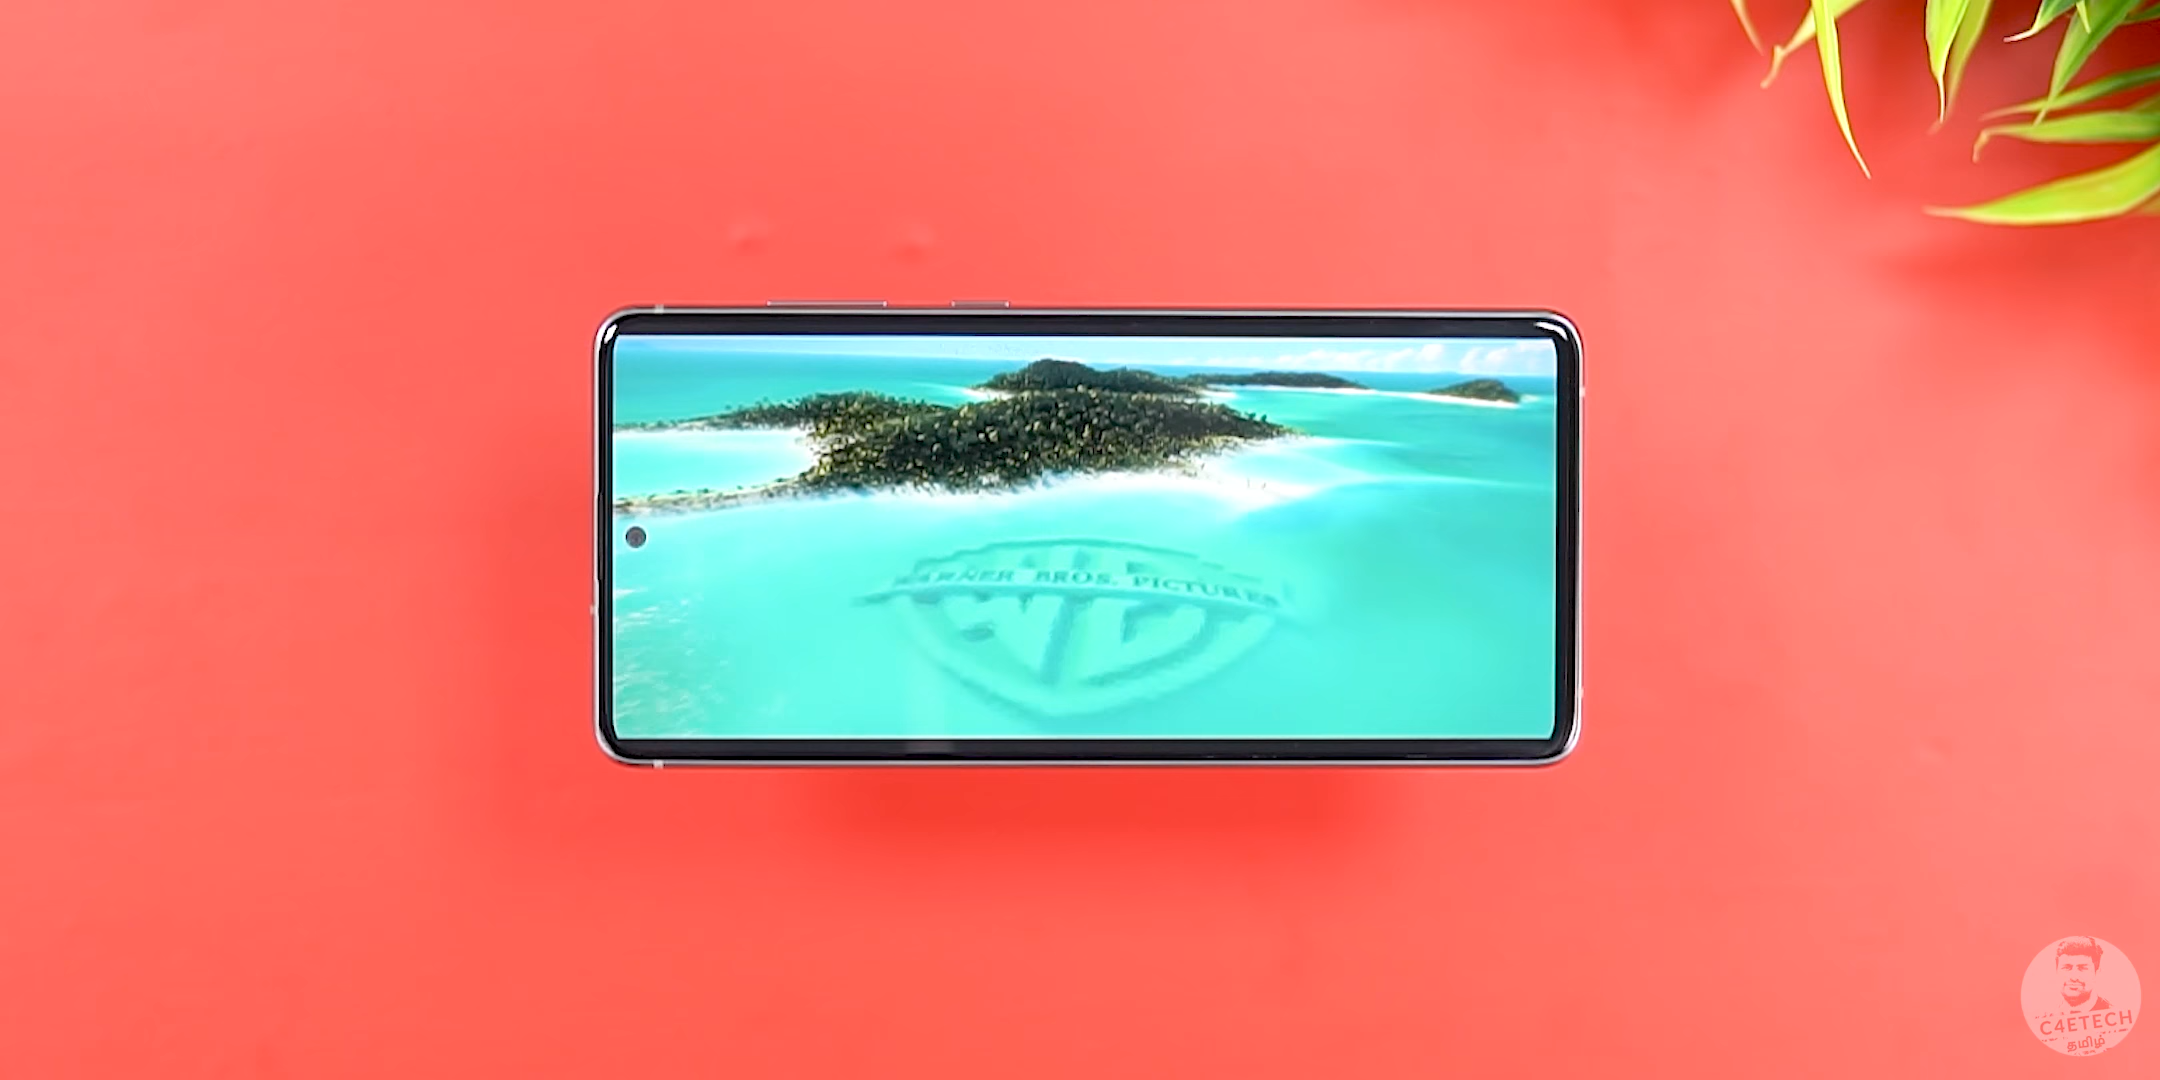 WARNER BROS. PICTURES
C4ETECH
தமிழ்